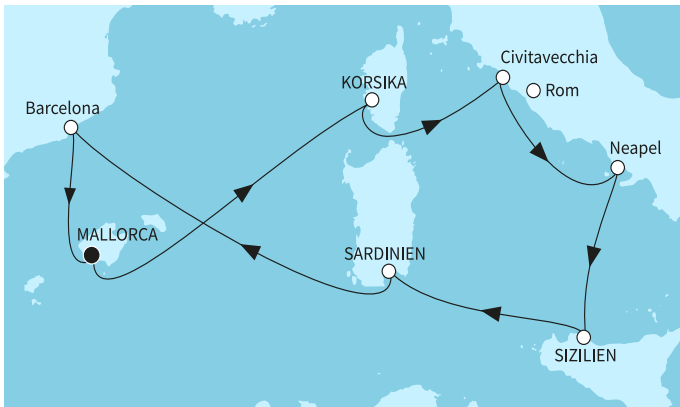 Civitavecchia
KORSIKA
Rom
Barcelona
Neapel
MALLORCA
SARDINIEN
SIZILIEN